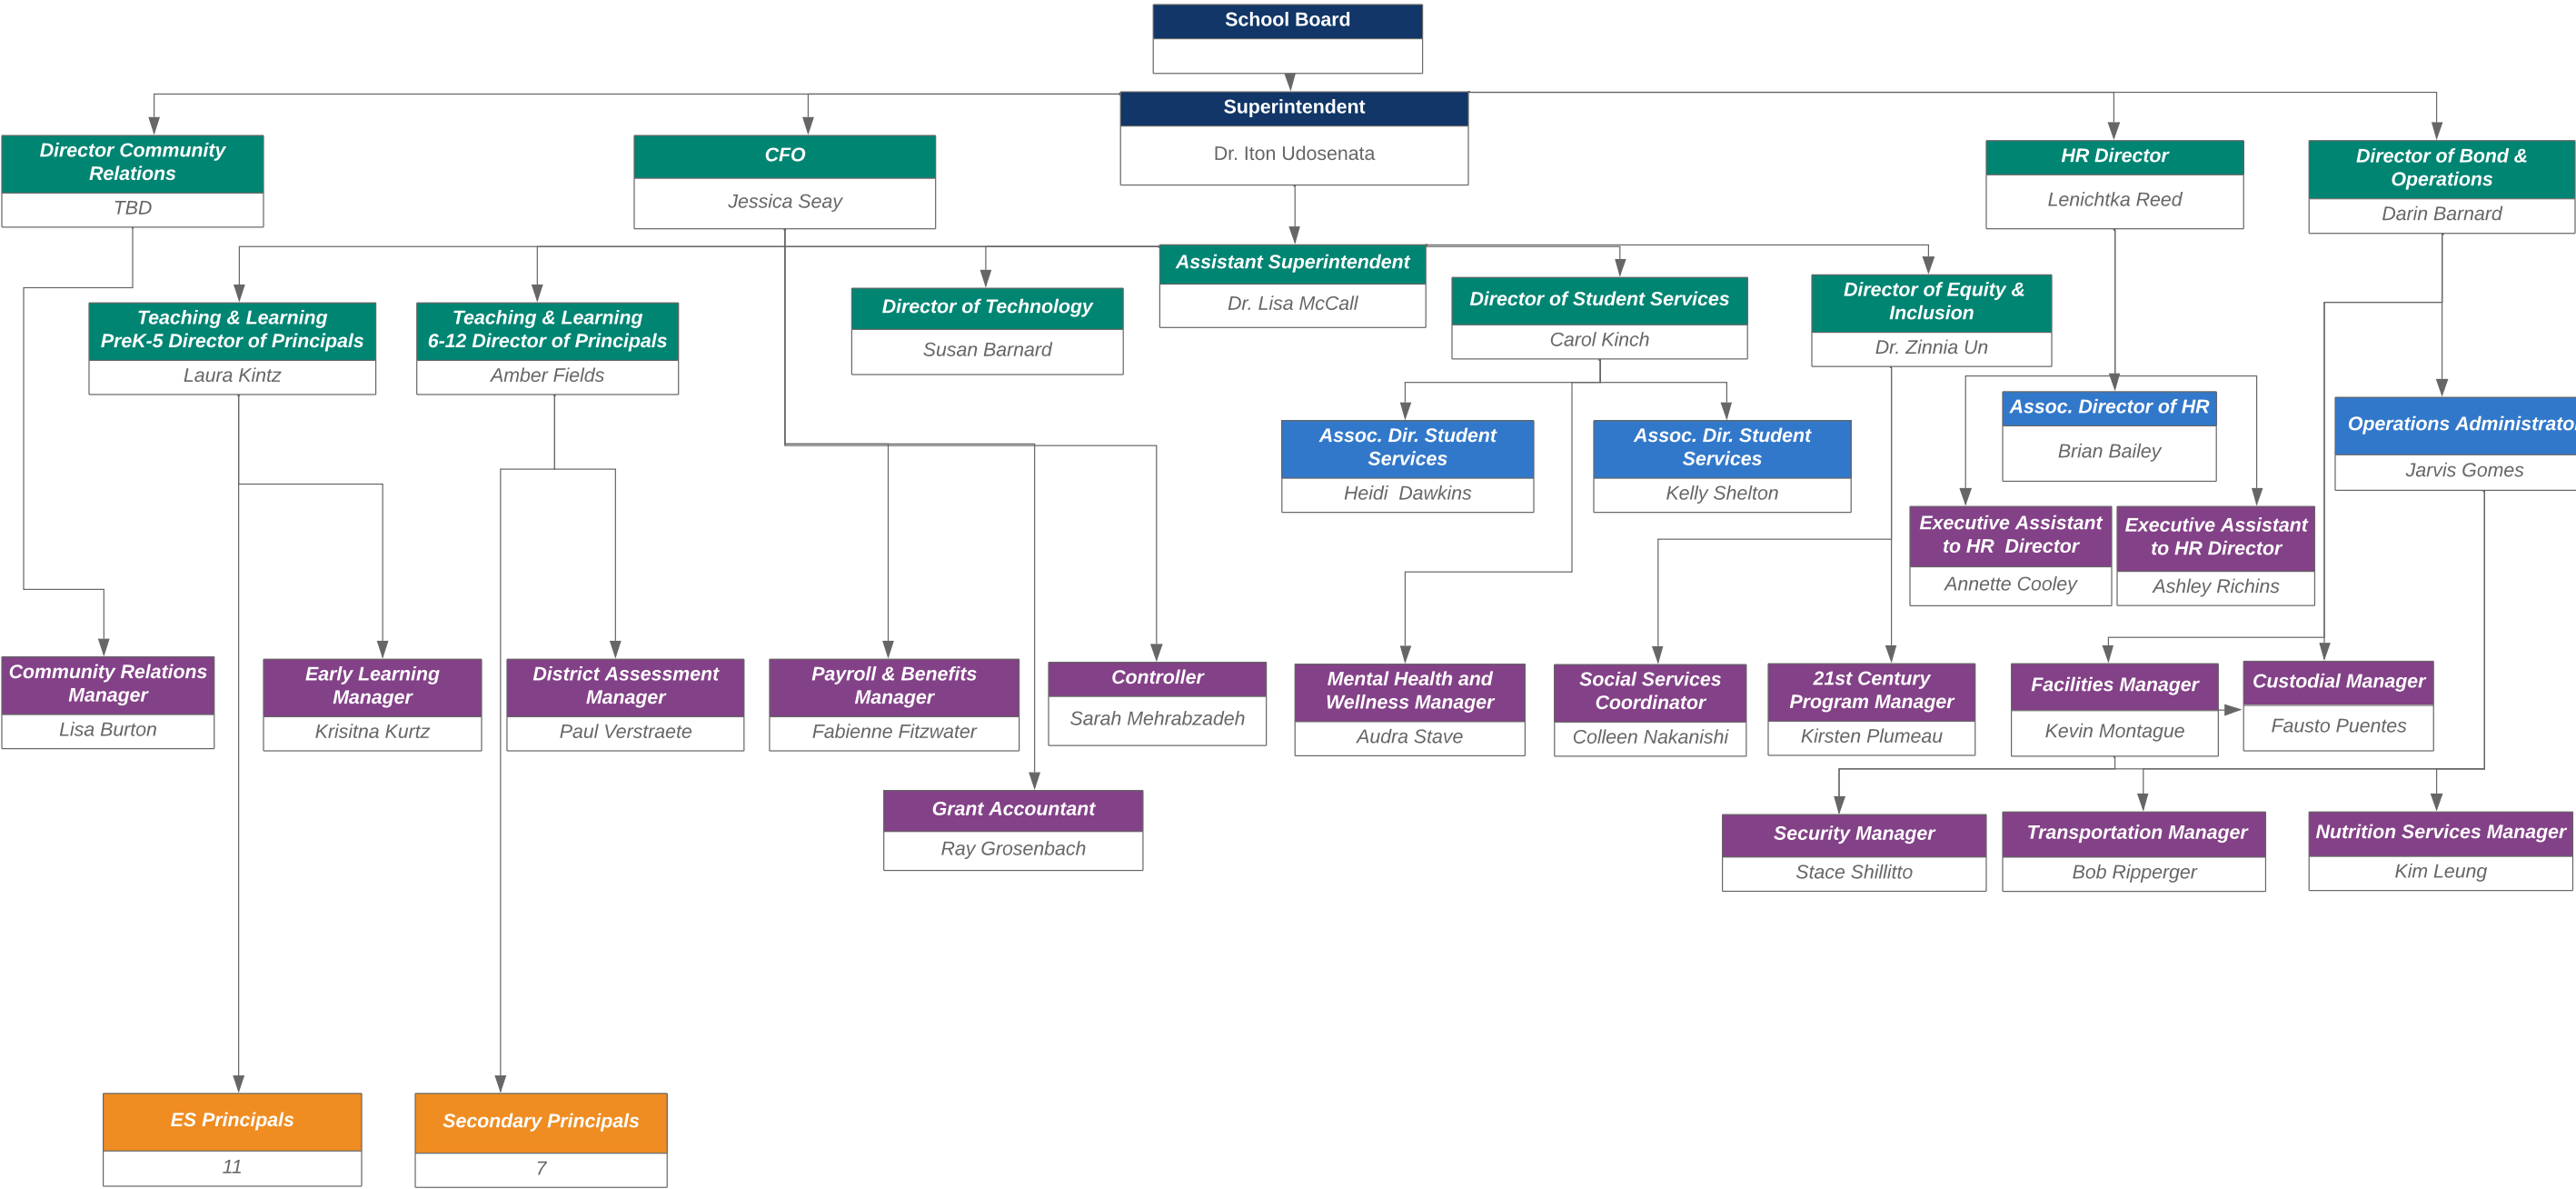 School Board
Superintendent
Dr. Iton Udosenata
Director Community
Relations
TBD
CFO
Jessica Seay
HR Director
Lenichtka Reed
Director of Bond &
Operations
Darin Barnard
Assistant Superintendent
Dr. Lisa McCall
Teaching & Learning
PreK-5 Director of Principals
Laura Kintz
Teaching & Learning
6-12 Director of Principals
Amber Fields
Director of Technology
Susan Barnard
Director of Student Services
Carol Kinch
Director of Equity &
Inclusion
Dr. Zinnia Un
Assoc. Dir. Student
Services
Heidi  Dawkins
Assoc. Dir. Student
Services
Kelly Shelton
Assoc. Director of HR
Brian Bailey
Operations Administrato
Jarvis Gomes
Executive Assistant
to HR  Director
Annette Cooley
Executive Assistant
to HR Director
Ashley Richins
Community Relations
Manager
Lisa Burton
Early Learning
Manager
Krisitna Kurtz
District Assessment
Manager
Paul Verstraete
Payroll & Benefits
Manager
Fabienne Fitzwater
Controller
Sarah Mehrabzadeh
Mental Health and
Wellness Manager
Audra Stave
Social Services
Coordinator
Colleen Nakanishi
21st Century
Program Manager
Kirsten Plumeau
Facilities Manager
Kevin Montague
Custodial Manager
Fausto Puentes
Grant Accountant
Ray Grosenbach
Security Manager
Stace Shillitto
Transportation Manager
Bob Ripperger
Nutrition Services Manager
Kim Leung
ES Principals
11
Secondary Principals
7